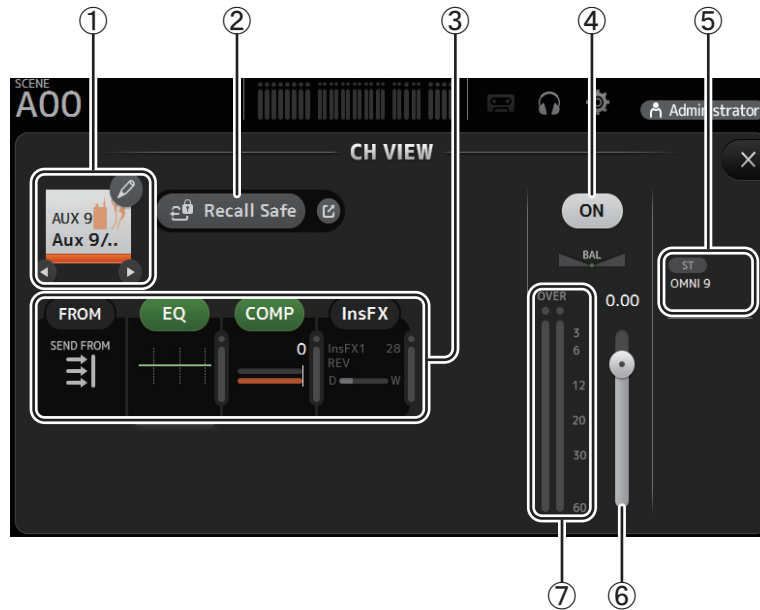 ① ② ③ ④ ⑤
SCENE
A00
Administrator
CH VIEW
AUX 9
Aux 9/..
Recall Safe
ON
BAL
ST
OMNI 9
FROM EQ COMP InsFX
SEND FROM
0
InsFX1 28
REV
D W
OVER 0.00
3
6
12
20
30
60
⑦ ⑥